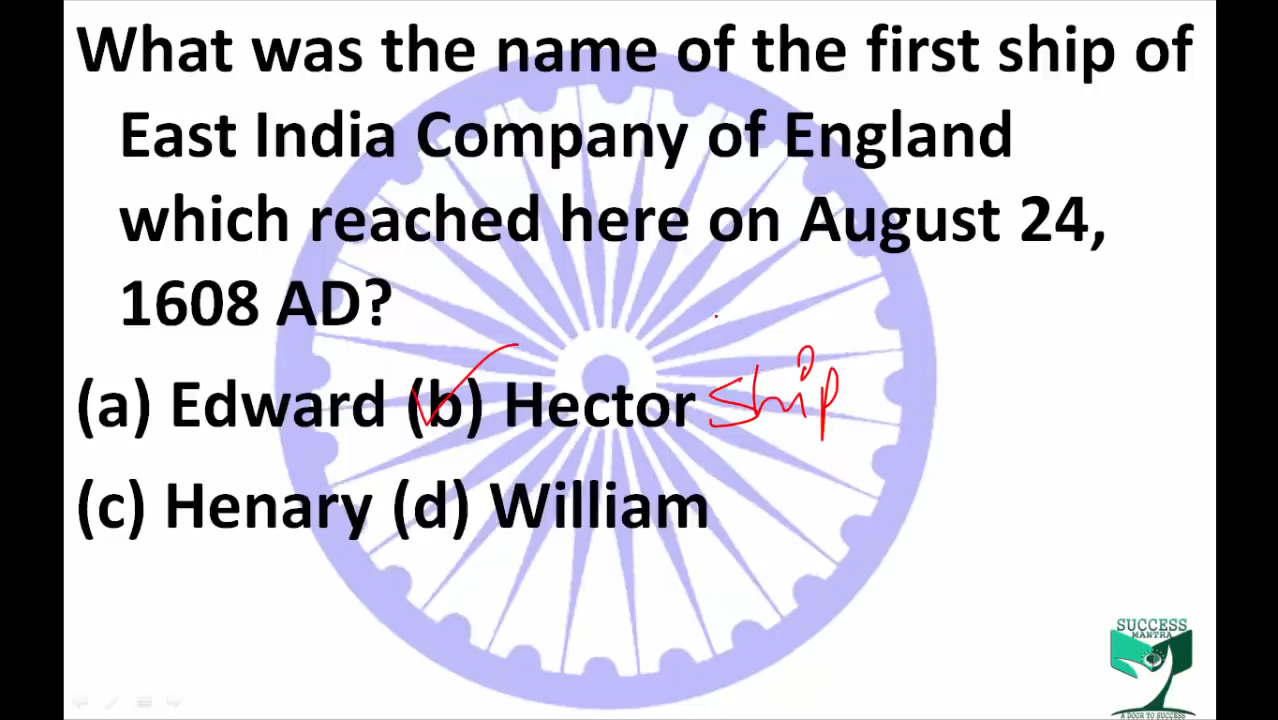 What was the name of the first ship of
East India Company of England
which reached here on August 24,
1608 AD?
(a) Edward (b) Hector ship
(c) Henary (d) William
SUCCESS
MANTRA
A DOOR TO SUCCESS